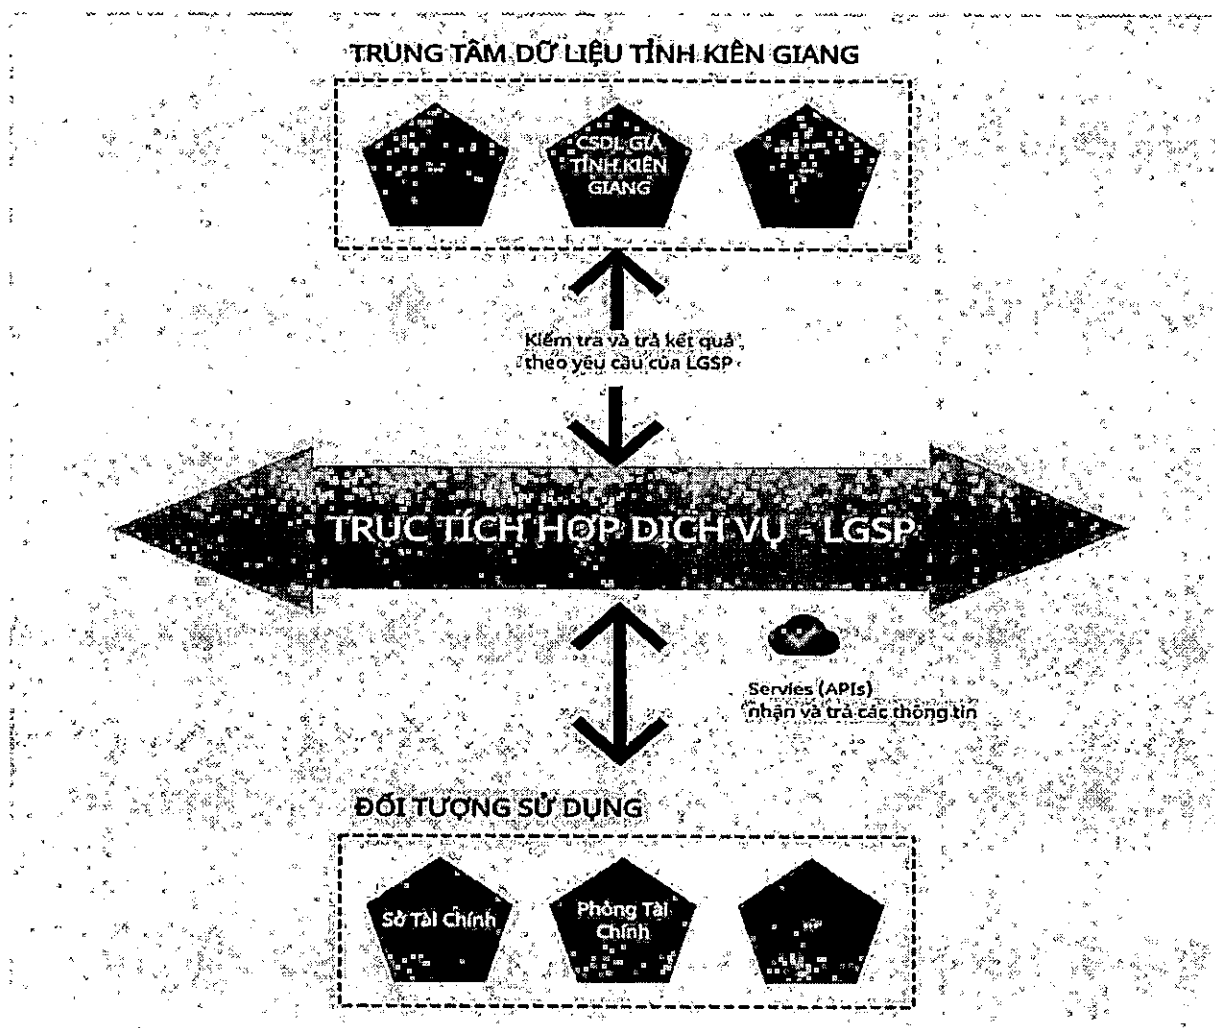 TRUNG TÂM DỮ LIỆU TỈNH KIÊN GIANG
CSDL GIÁ
TỈNH KIÊN
GIANG
Kiểm tra và trả kết quả
theo yêu cầu của LGSP
TRỤC TÍCH HỢP DỊCH VỤ - LGSP
Servies (APIs)
nhận và trả các thông tin
ĐỐI TƯỢNG SỬ DỤNG
Sở Tài Chính
Phòng Tài
Chính